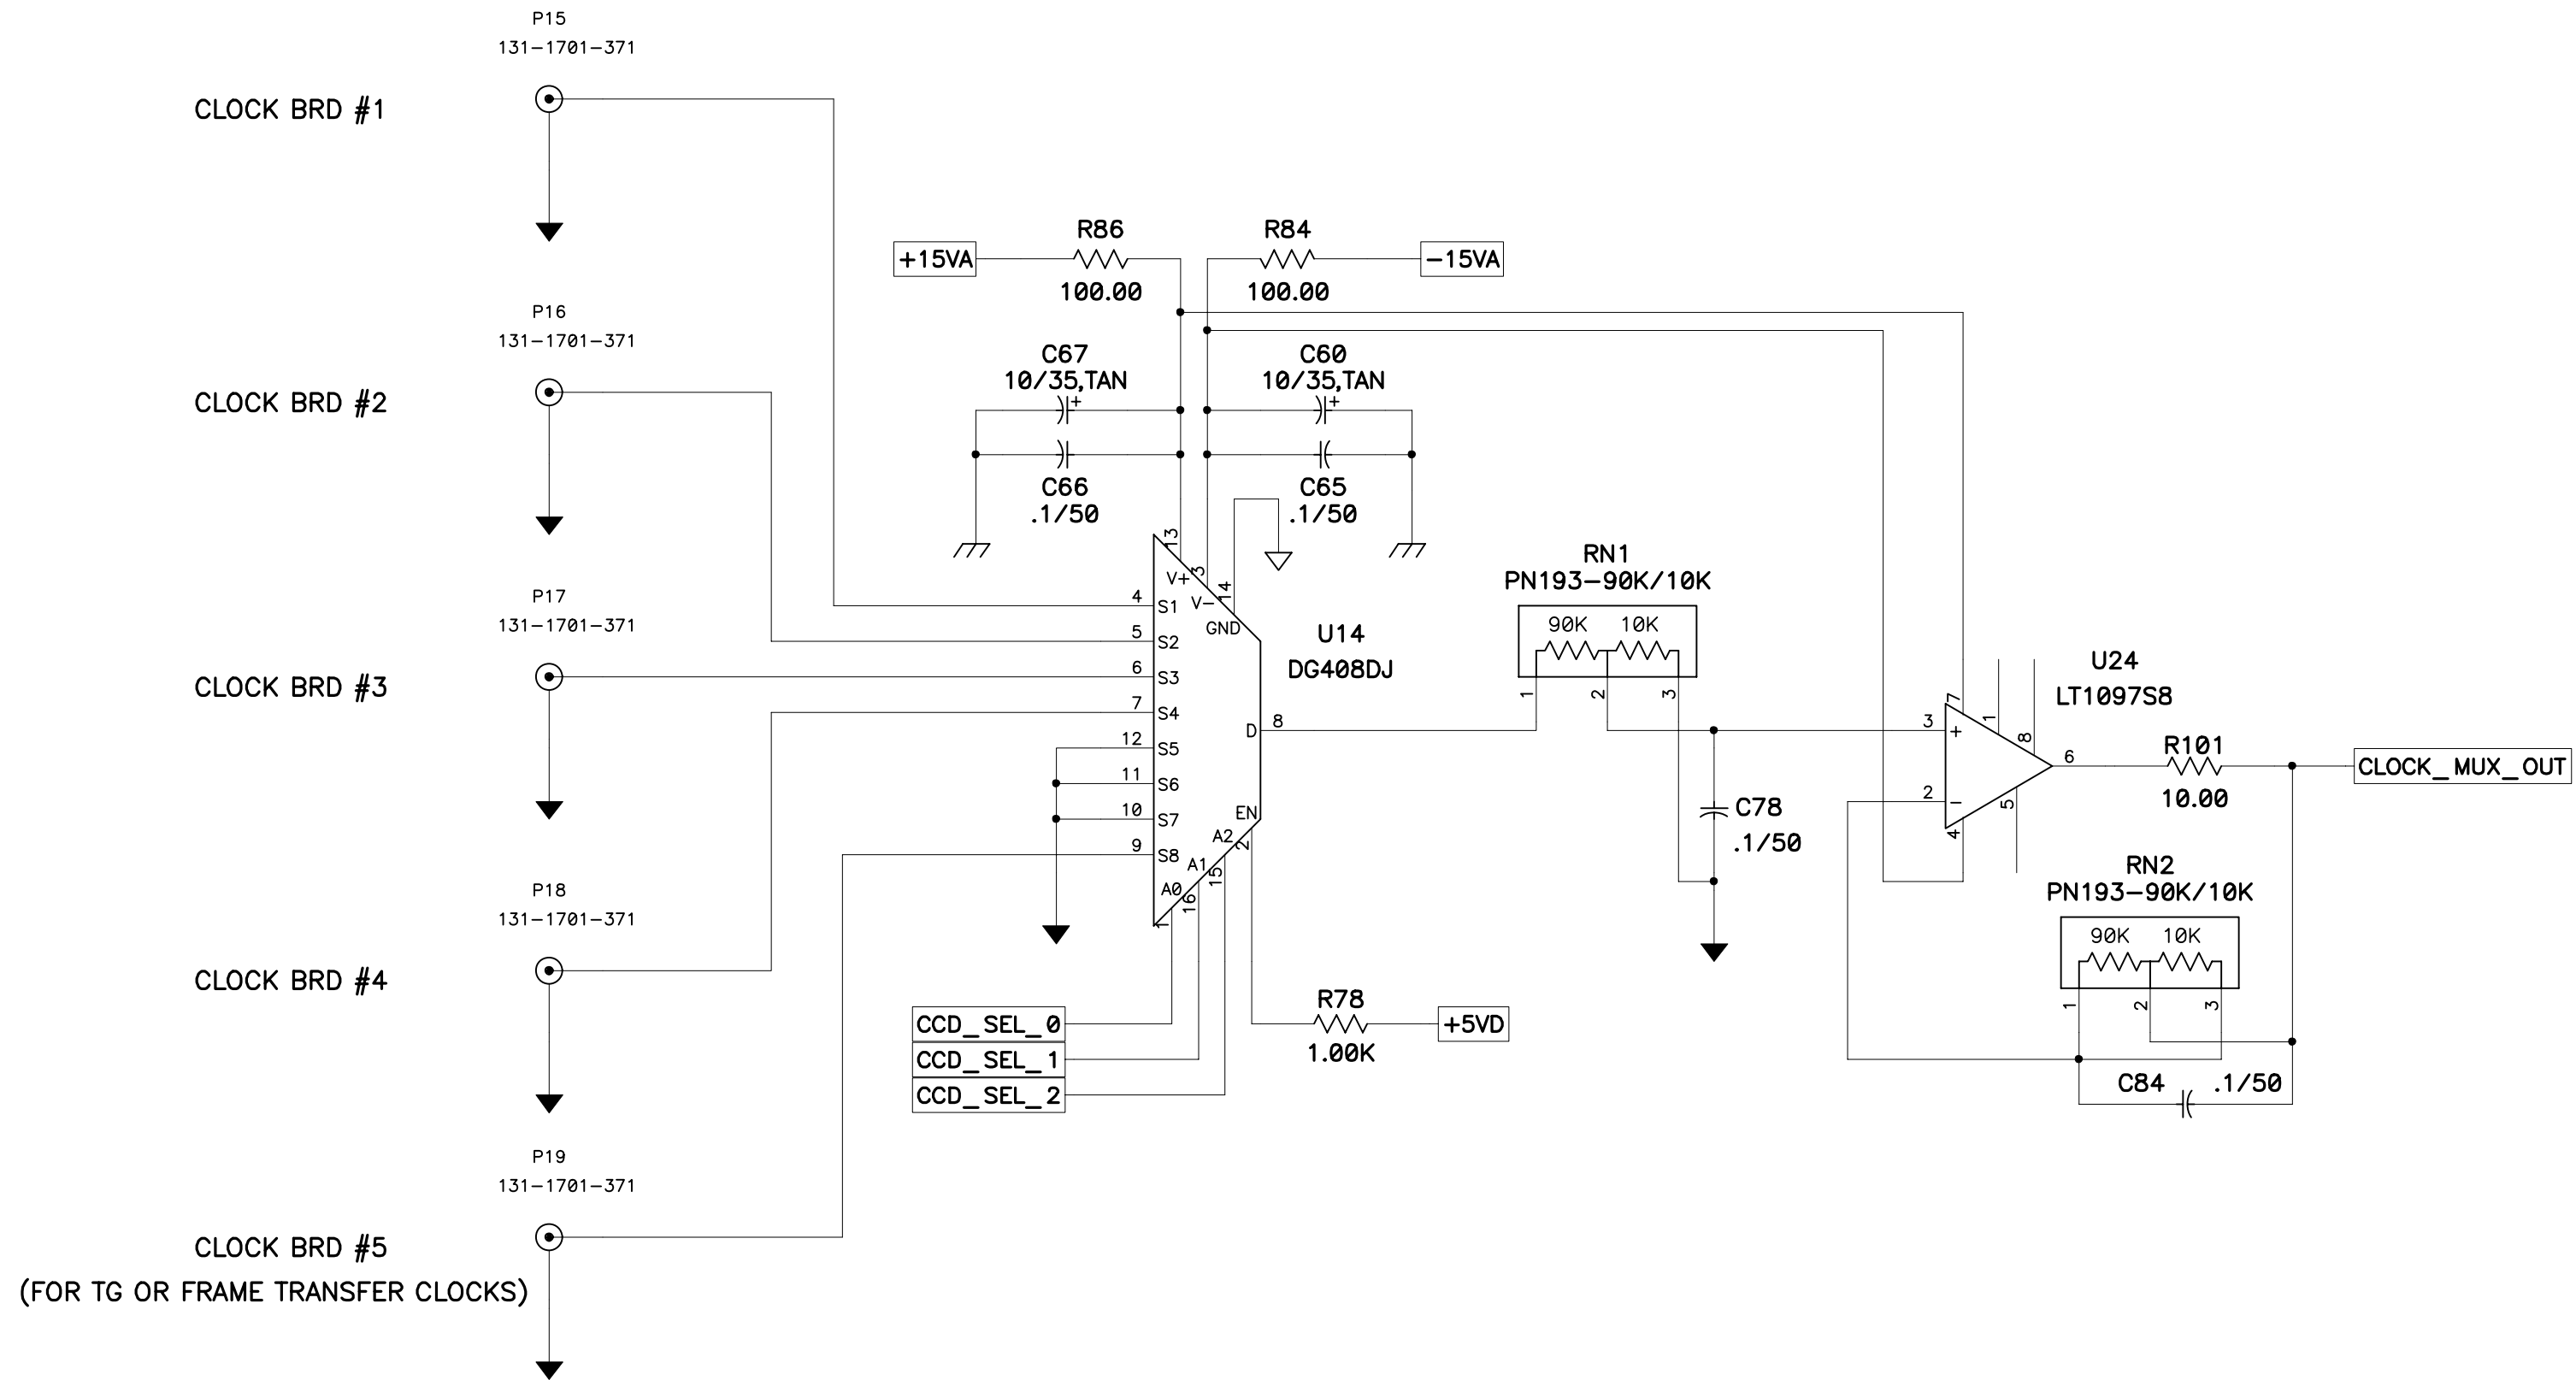 P15
131-1701-371
CLOCK BRD #1
P16
131-1701-371
CLOCK BRD #2
P17
131-1701-371
CLOCK BRD #3
P18
131-1701-371
CLOCK BRD #4
P19
131-1701-371
CLOCK BRD #5
(FOR TG OR FRAME TRANSFER CLOCKS)
+15VA
R86
100.00
R84
100.00
-15VA
C67
10/35,TAN
+
C66
.1/50
C60
10/35,TAN
+
C65
.1/50
13
V+
3
V-
14
GND
4 S1
5 S2
6 S3
7 S4
12 S5
11 S6
10 S7
9 S8
U14
DG408DJ
D 8
EN
2
A2
15
A1
16
A0
1
CCD_SEL_0
CCD_SEL_1
CCD_SEL_2
R78
1.00K
+5VD
RN1
PN193-90K/10K
90K 10K
1 2 3
C78
.1/50
U24
LT1097S8
7
1
8
3 +
2 -
6
5
4
R101
10.00
CLOCK_MUX_OUT
RN2
PN193-90K/10K
90K 10K
1 2 3
C84 .1/50